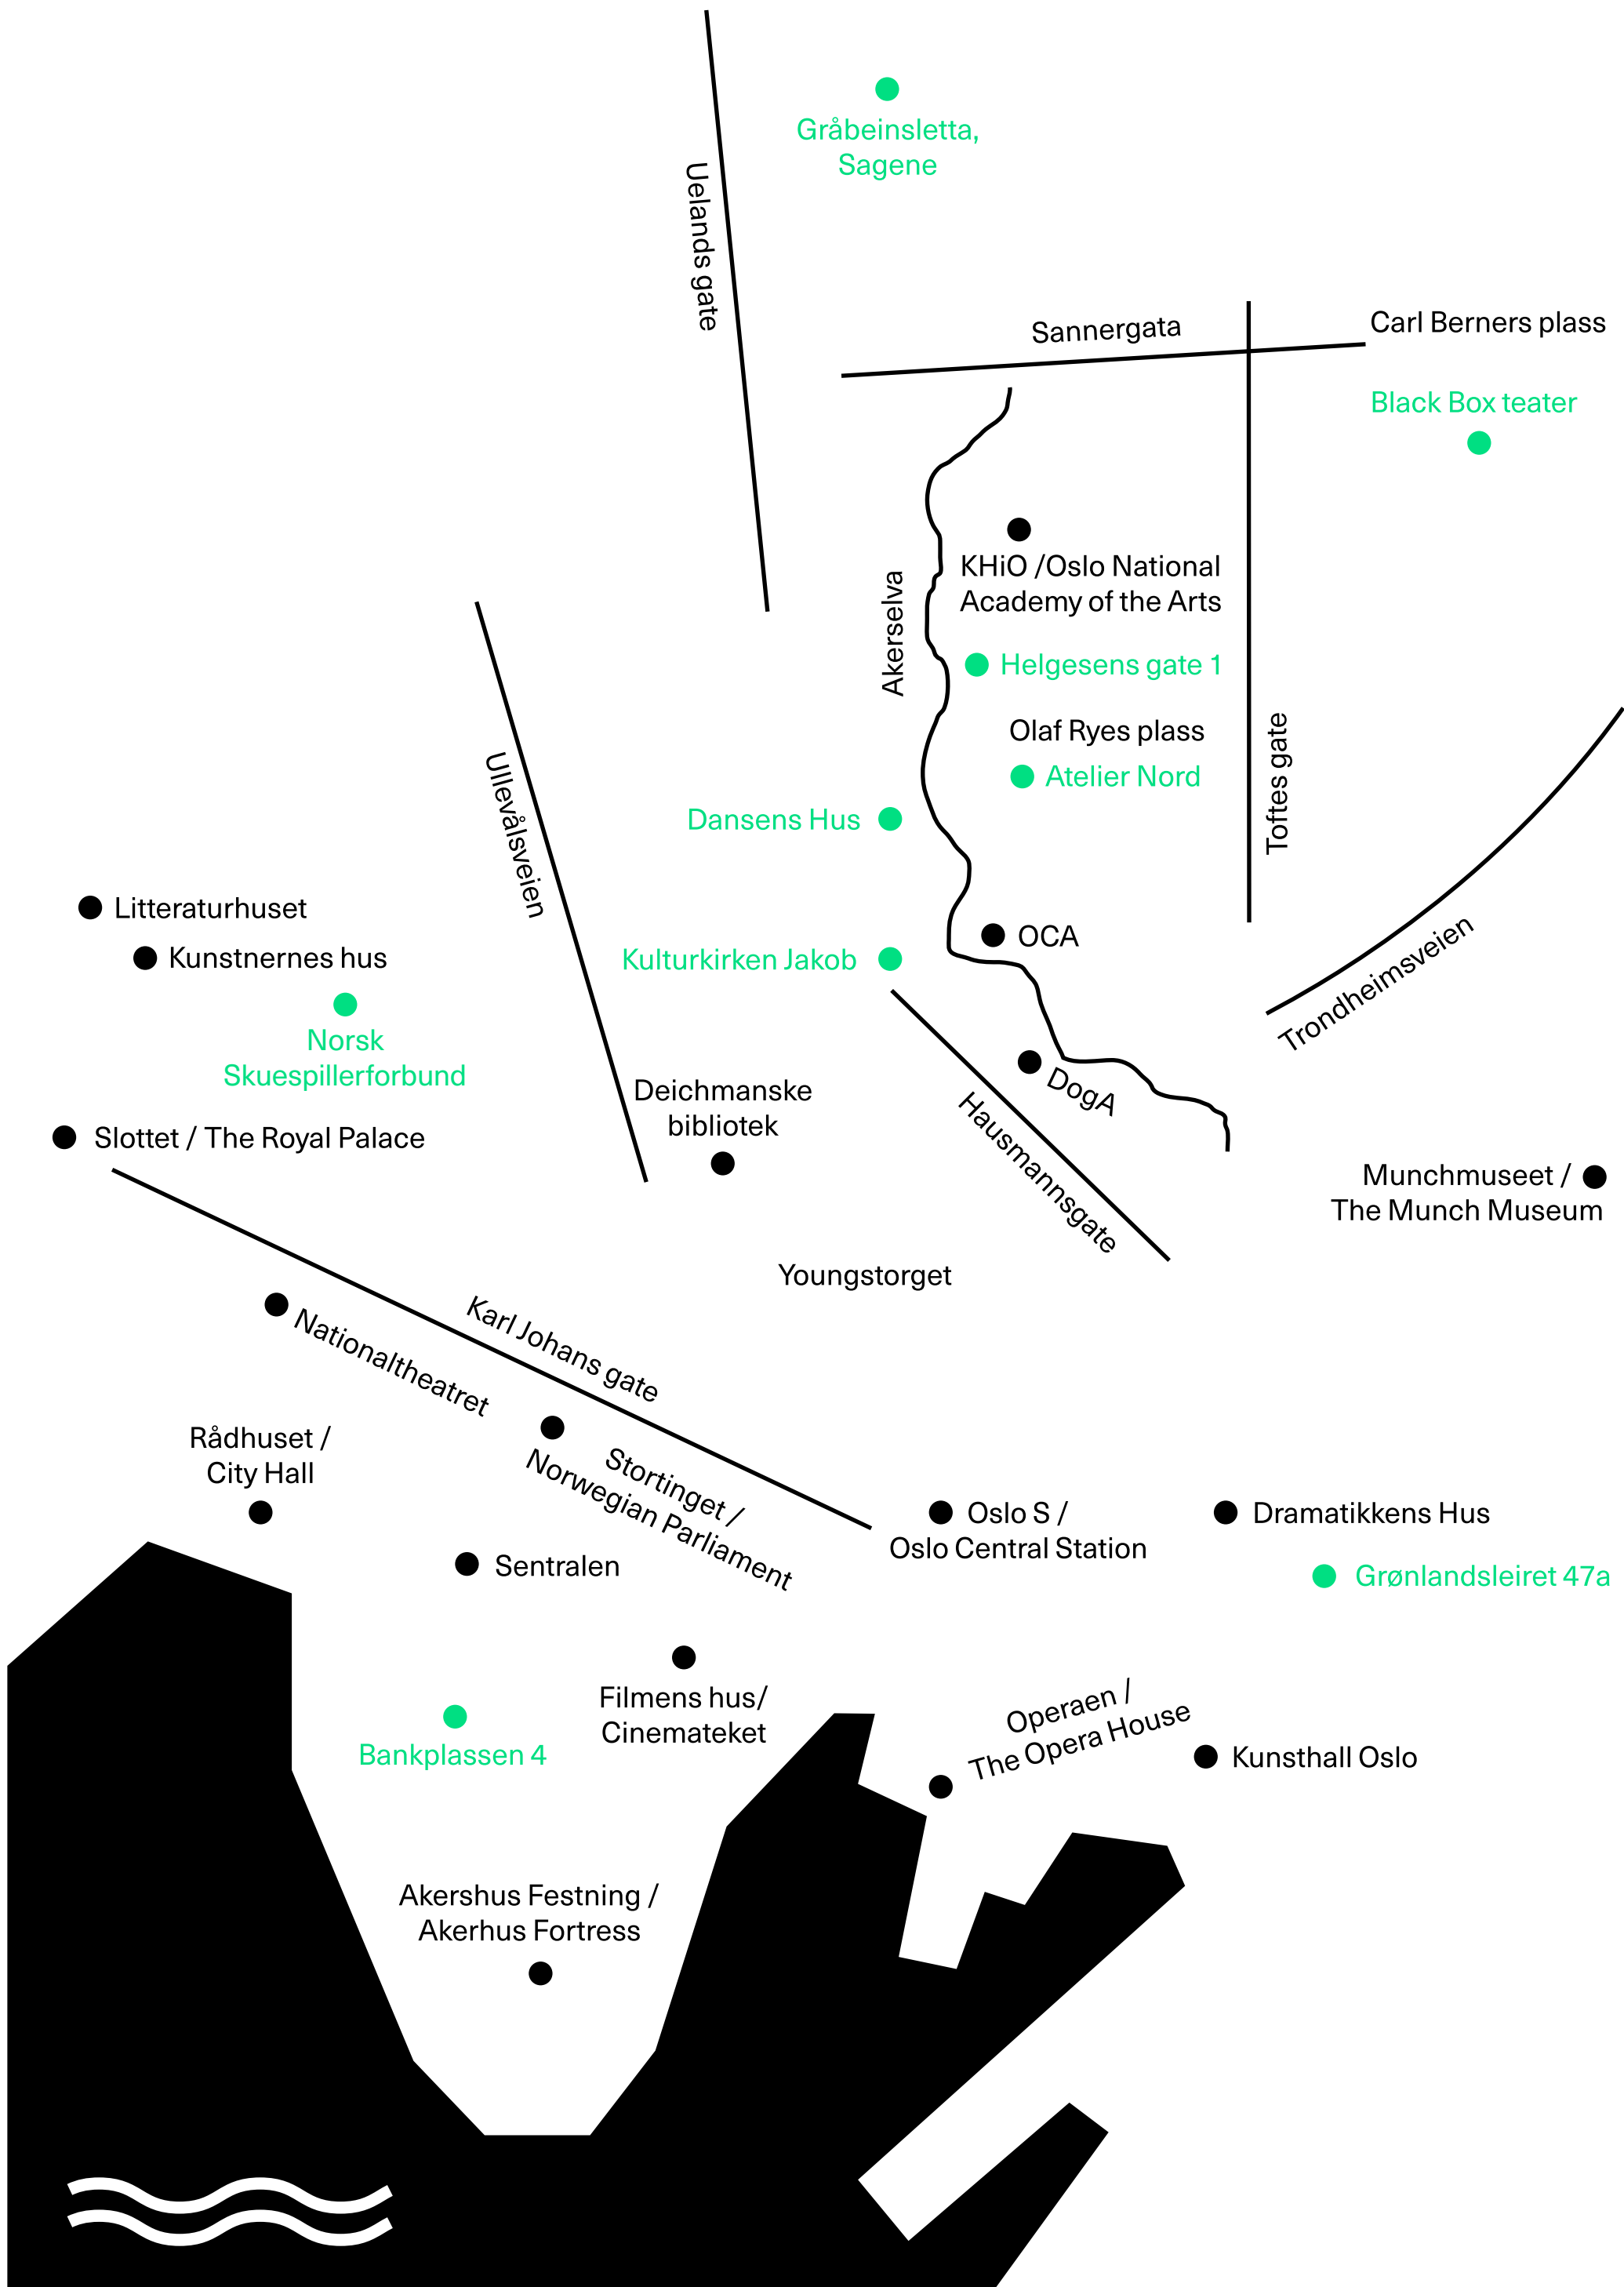 Gråbeinsletta,
Sagene
Uelands gate
Sannergata
Carl Berners plass
Black Box teater
KHiO /Oslo National
Academy of the Arts
Akerselva
Helgesens gate 1
Olaf Ryes plass
Atelier Nord
Toftes gate
Ullevålsveien
Dansens Hus
Litteraturhuset
Kunstnernes hus
Kulturkirken Jakob
OCA
Trondheimsveien
Norsk
Skuespillerforbund
Deichmanske
bibliotek
DogA
Hausmannsgate
Slottet / The Royal Palace
Munchmuseet /
The Munch Museum
Youngstorget
Karl Johans gate
Nationaltheatret
Rådhuset /
City Hall
Stortinget /
Norwegian Parliament
Oslo S /
Oslo Central Station
Dramatikkens Hus
Sentralen
Grønlandsleiret 47a
Filmens hus/
Cinemateket
Bankplassen 4
Operaen /
The Opera House
Kunsthall Oslo
Akershus Festning /
Akerhus Fortress